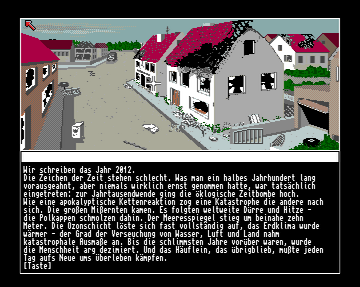 Wir schreiben das Jahr 2012.
Die Zeichen der Zeit stehen schlecht. Was man ein halbes Jahrhundert lang
vorausgeahnt, aber niemals wirklich ernst genommen hatte, war tatsächlich
eingetreten: zur Jahrtausendwende ging die öklogische Zeitbombe hoch.
Wie eine apokalyptische Kettenreaktion zog eine Katastrophe die andere nach
sich. Die großen Mißernten kamen. Es folgten weltweite Dürre und Hitze -
die Polkappen schmolzen dahin. Der Meeresspiegel stieg um beinahe zehn
Meter. Die Ozonschicht löste sich fast vollständig auf, das Erdklima wurde
wärmer - der Grad der Verseuchung von Wasser, Luft und Land nahm
katastrophale Ausmaße an. Bis die schlimmsten Jahre vorüber waren, wurde
die Menschheit arg dezimiert. Und das Häuflein, das übrigblieb, mußte jeden
Tag aufs Neue ums überleben kämpfen.
[Taste]